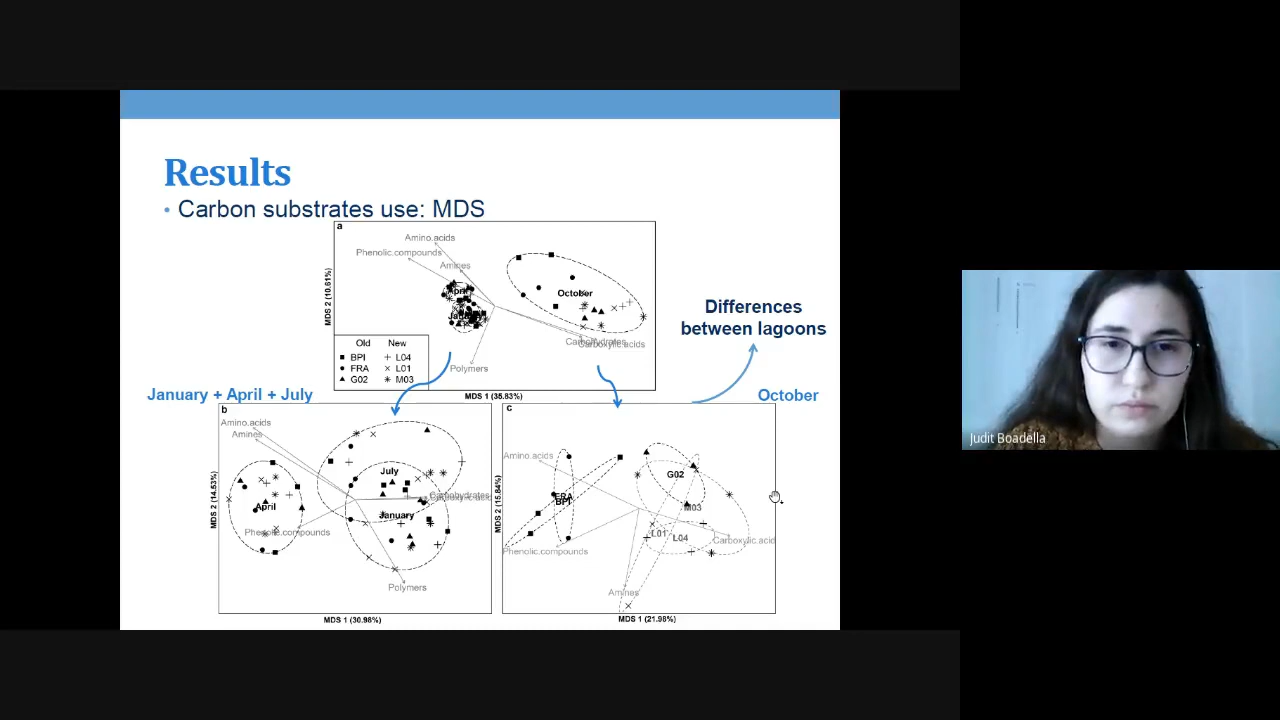 Results
• Carbon substrates use: MDS
a
Amino.acids
Phenolic.compounds
Amines
April
January
October
Carbohydrates
Carboxylic.acids
Polymers
MDS 2 (10.61%)
MDS 1 (35.83%)
Old New
BPI L04
FRA L01
G02 M03
Differences
between lagoons
January + April + July
October
b
Amino.acids
Amines
July
Carbohydrates
April
January
Phenolic.compounds
Polymers
MDS 2 (14.53%)
MDS 1 (30.98%)
c
Amino.acids
G02
FRA
BPI
M03
L01
L04
Carboxylic.acid
Phenolic.compounds
Amines
MDS 2 (15.84%)
MDS 1 (21.98%)
Judit Boadella